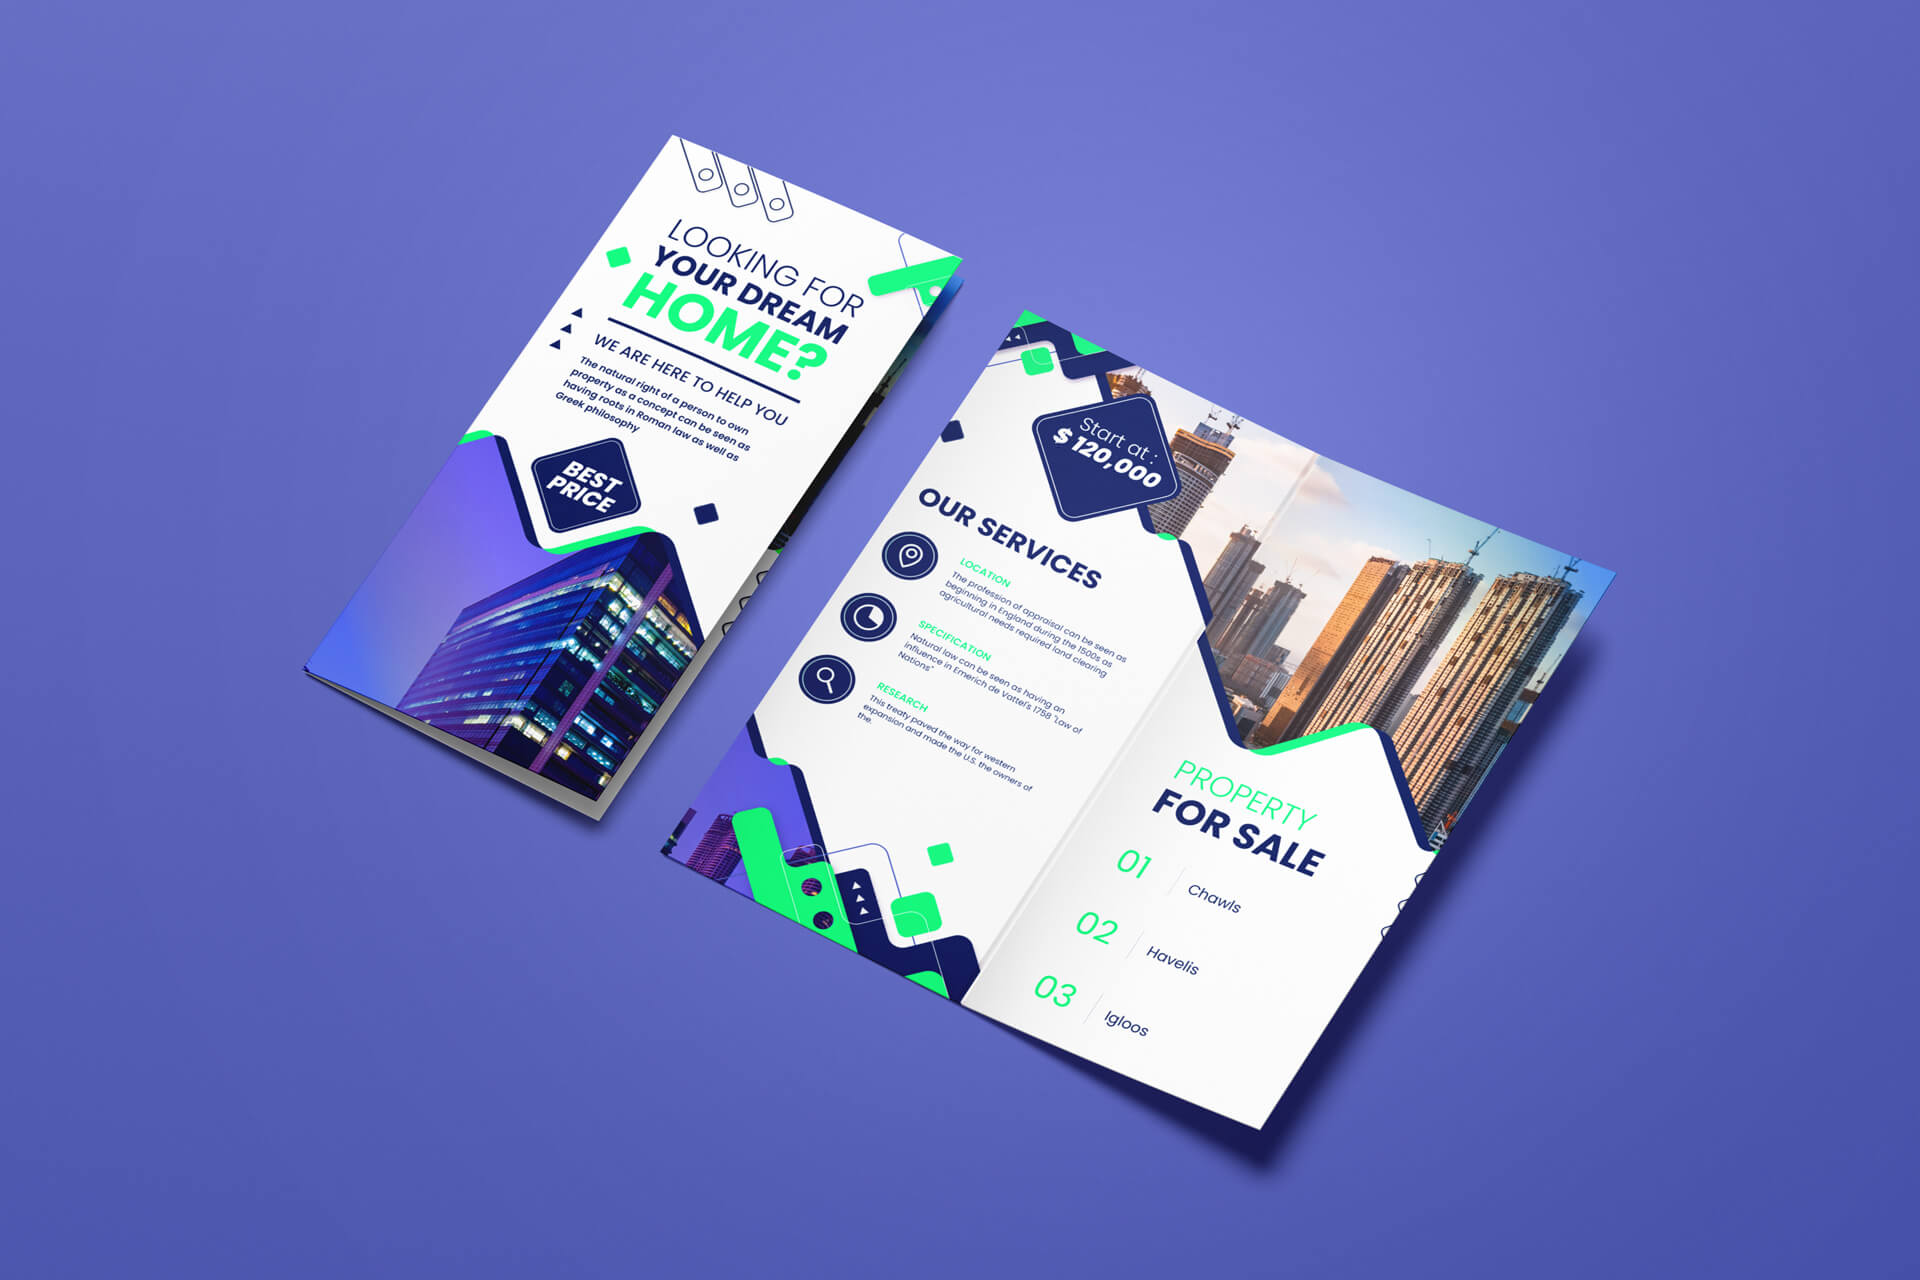 LOOKING FOR
YOUR DREAM
HOME?
WE ARE HERE TO HELP YOU
The natural right of a person to own
property as a concept can be seen as
having roots in Roman law as well as
Greek philosophy
BEST
PRICE
Start at :
$ 120,000
OUR SERVICES
LOCATION
The profession of appraisal can be seen as
beginning in England during the 1500s as
agricultural needs required land clearing
SPECIFICATION
Natural law can be seen as having an
influence in Emerich de Vattel's 1758 "Law of
Nations"
RESEARCH
This treaty paved the way for western
expansion and made the U.S. the owners of
the.
PROPERTY
FOR SALE
01 Chawls
02 Havelis
03 Igloos